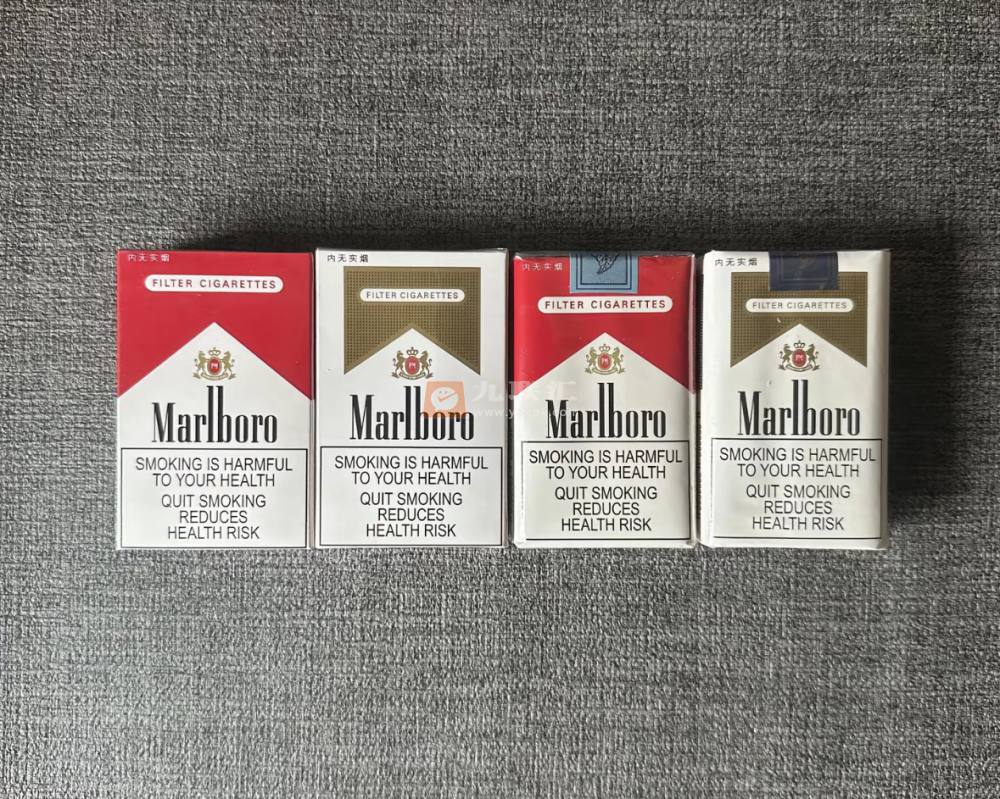 内无实烟
FILTER CIGARETTES
Marlboro
SMOKING IS HARMFUL
TO YOUR HEALTH
QUIT SMOKING
REDUCES
HEALTH RISK
内无实烟
FILTER CIGARETTES
Marlboro
SMOKING IS HARMFUL
TO YOUR HEALTH
QUIT SMOKING
REDUCES
HEALTH RISK
内无实烟
FILTER CIGARETTES
Marlboro
SMOKING IS HARMFUL
TO YOUR HEALTH
QUIT SMOKING
REDUCES
HEALTH RISK
内无实烟
FILTER CIGARETTES
Marlboro
SMOKING IS HARMFUL
TO YOUR HEALTH
QUIT SMOKING
REDUCES
HEALTH RISK